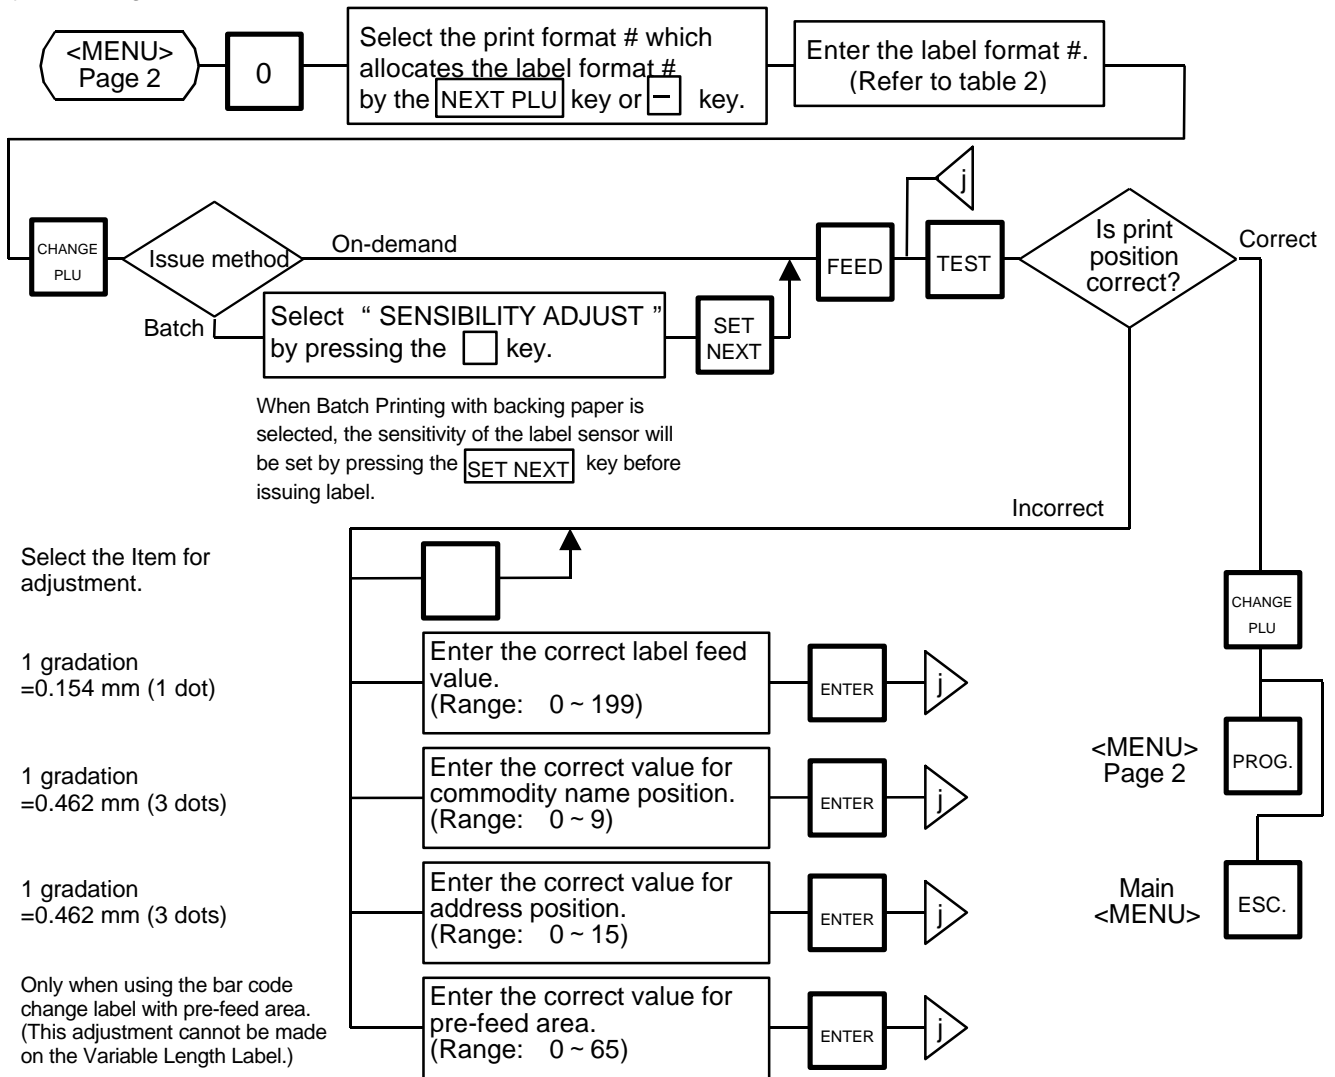 <MENU>
Page 2
0
Select the print format # which
allocates the label format #
by the NEXT PLU key or – key.
Enter the label format #.
(Refer to table 2)
j
CHANGE
PLU
Issue method
On-demand
Batch
Select “ SENSIBILITY ADJUST ”
by pressing the key.
SET
NEXT
FEED
TEST
Is print
position
correct?
Correct
When Batch Printing with backing paper is
selected, the sensitivity of the label sensor will
be set by pressing the SET NEXT key before
issuing label.
Incorrect
Select the Item for
adjustment.
1 gradation
=0.154 mm (1 dot)
Enter the correct label feed
value.
(Range: 0 ~ 199)
ENTER
j
1 gradation
=0.462 mm (3 dots)
Enter the correct value for
commodity name position.
(Range: 0 ~ 9)
ENTER
j
1 gradation
=0.462 mm (3 dots)
Enter the correct value for
address position.
(Range: 0 ~ 15)
ENTER
j
Only when using the bar code
change label with pre-feed area.
(This adjustment cannot be made
on the Variable Length Label.)
Enter the correct value for
pre-feed area.
(Range: 0 ~ 65)
ENTER
j
CHANGE
PLU
<MENU>
Page 2
PROG.
Main
<MENU>
ESC.